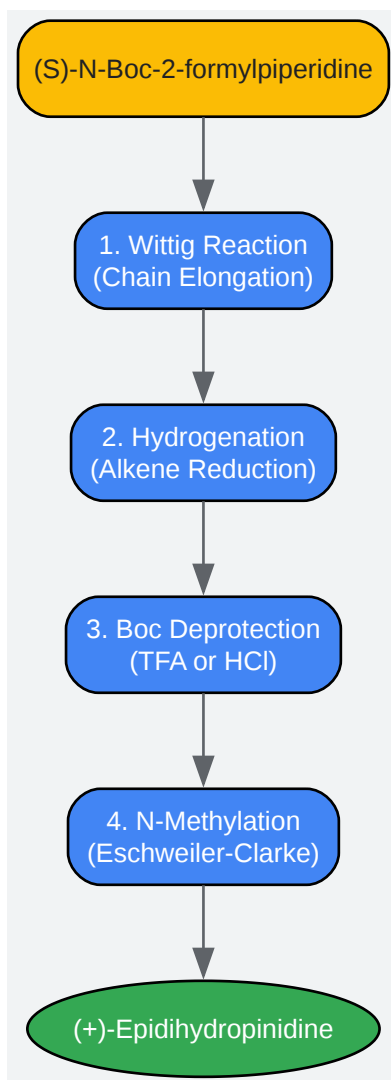 (S)-N-Boc-2-formylpiperidine
1. Wittig Reaction
(Chain Elongation)
2. Hydrogenation
(Alkene Reduction)
3. Boc Deprotection
(TFA or HCl)
4. N-Methylation
(Eschweiler-Clarke)
(+)-Epidihydropinidine